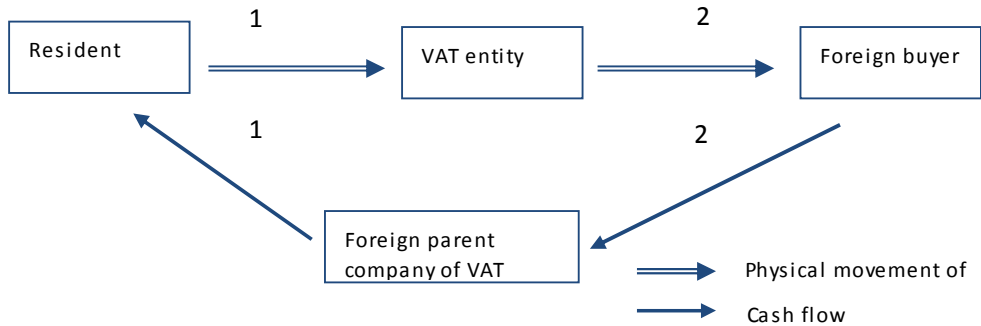 1
2
Resident
VAT entity
Foreign buyer
1
2
Foreign parent
company of VAT
Physical movement of
Cash flow